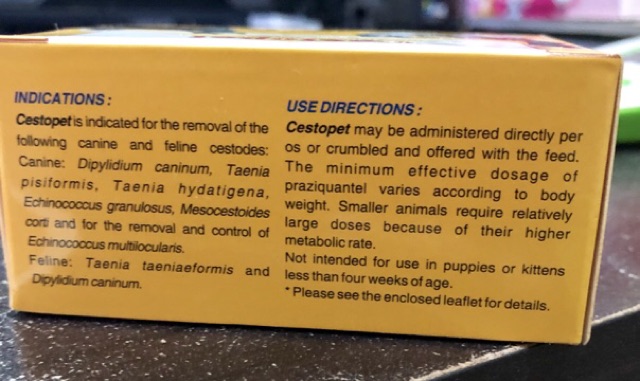 INDICATIONS :
Cestopet is indicated for the removal of the
following canine and feline cestodes:
Canine: Dipylidium caninum, Taenia
pisiformis, Taenia hydatigena,
Echinococcus granulosus, Mesocestoides
corti and for the removal and control of
Echinococcus multilocularis.
Feline: Taenia taeniaeformis and
Dipylidium caninum.
USE DIRECTIONS :
Cestopet may be administered directly per
os or crumbled and offered with the feed.
The minimum effective dosage of
praziquantel varies according to body
weight. Smaller animals require relatively
large doses because of their higher
metabolic rate.
Not intended for use in puppies or kittens
less than four weeks of age.
* Please see the enclosed leaflet for details.